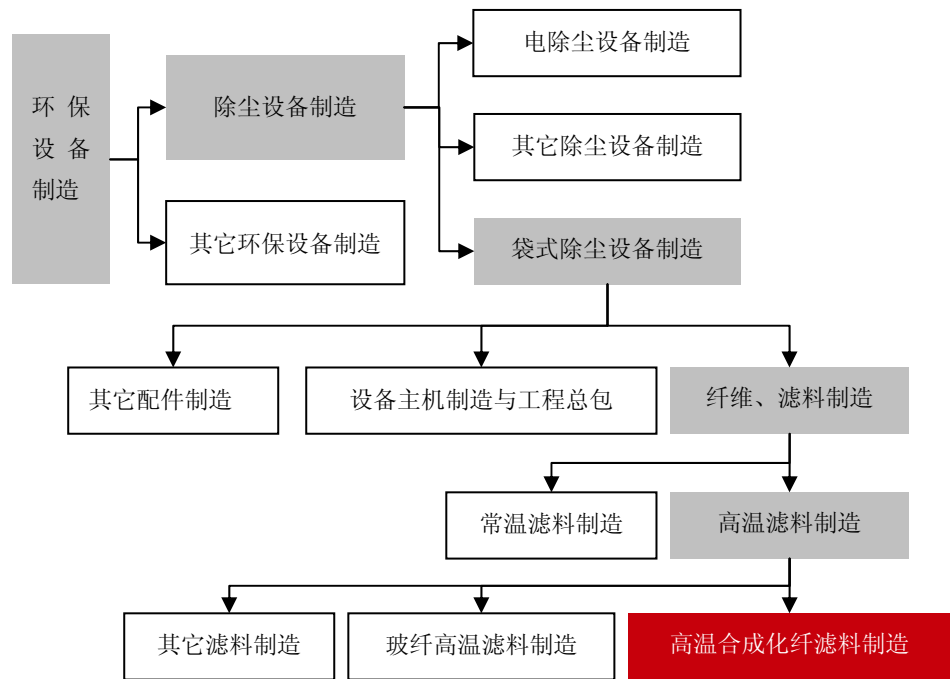 电除尘设备制造
环保
设备
制造
除尘设备制造
其它除尘设备制造
其它环保设备制造
袋式除尘设备制造
其它配件制造
设备主机制造与工程总包
纤维、滤料制造
常温滤料制造
高温滤料制造
其它滤料制造
玻纤高温滤料制造
高温合成化纤滤料制造